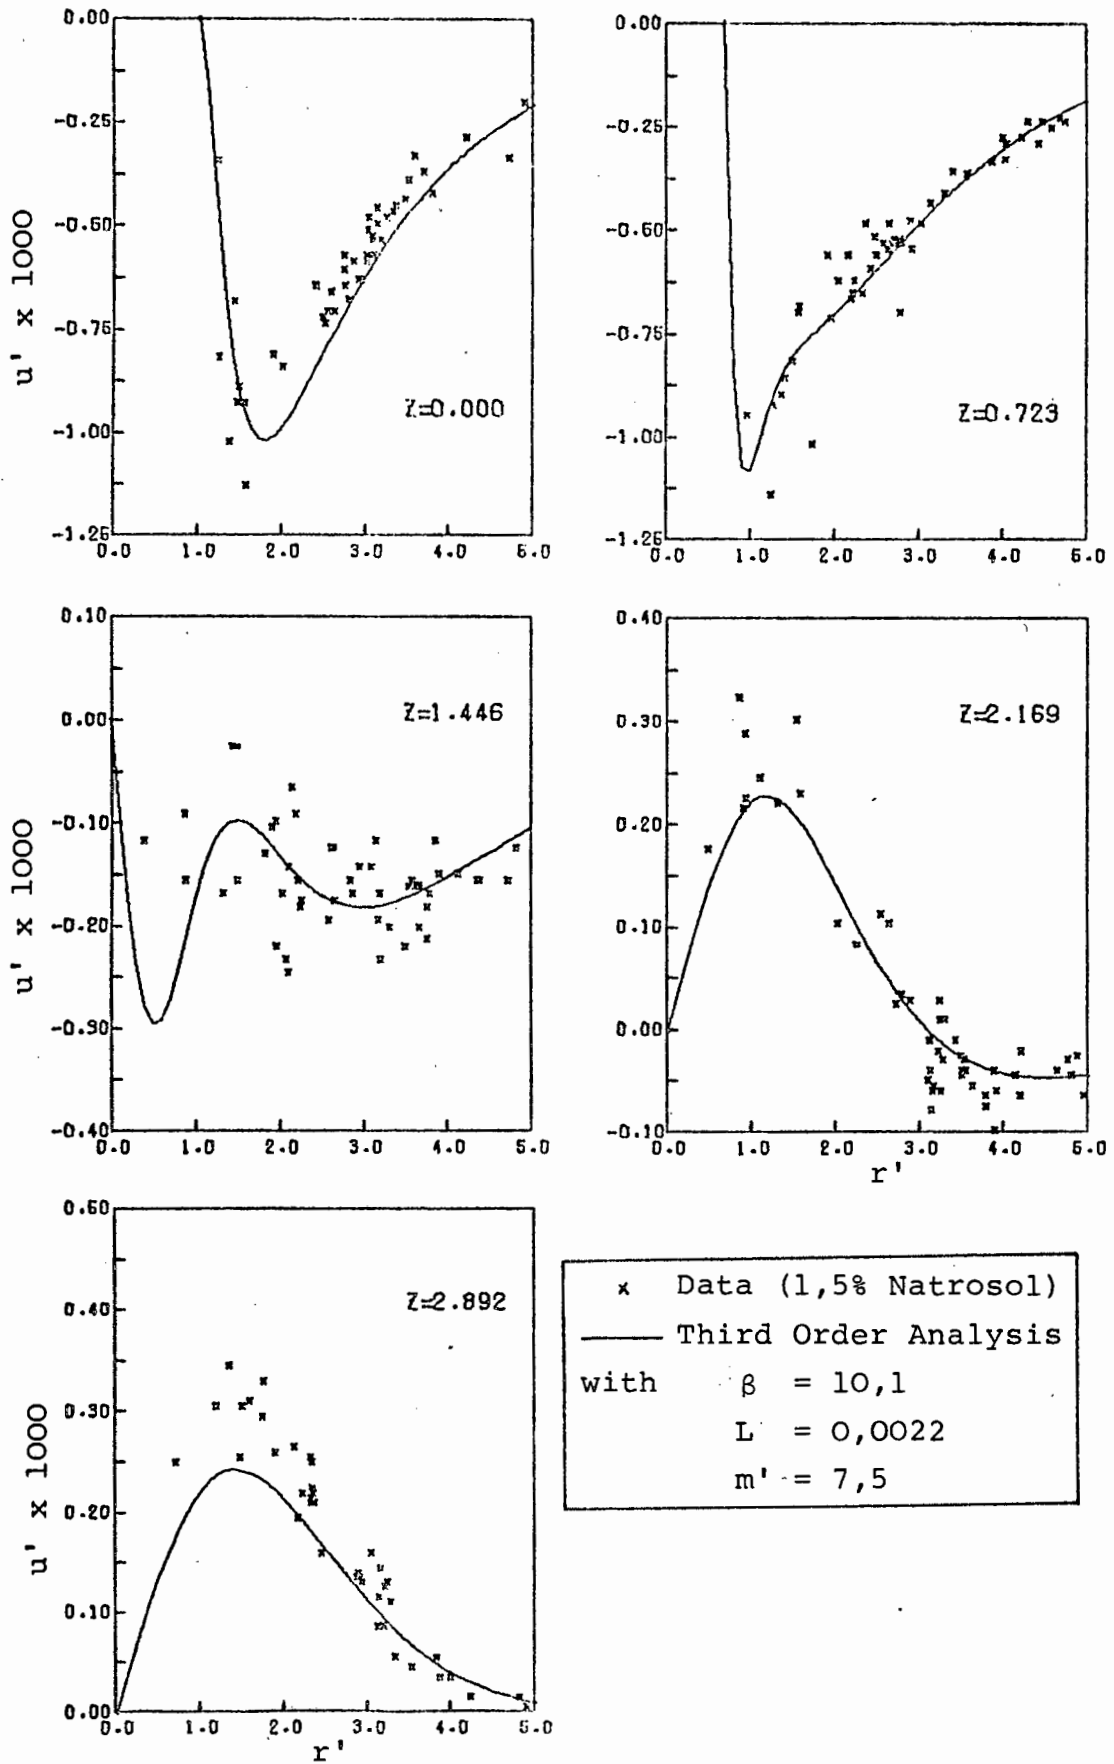 0.00
-0.25
-0.50
-0.75
-1.00
-1.25
0.0 1.0 2.0 3.0 4.0 5.0
u' x 1000
Z=0.000
0.00
-0.25
-0.50
-0.75
-1.00
-1.25
0.0 1.0 2.0 3.0 4.0 5.0
Z=0.723
0.10
0.00
-0.10
-0.20
-0.30
-0.40
0.0 1.0 2.0 3.0 4.0 5.0
u' x 1000
Z=1.446
0.40
0.30
0.20
0.10
0.00
-0.10
0.0 1.0 2.0 3.0 4.0 5.0
r'
Z=2.169
0.50
0.40
0.30
0.20
0.10
0.00
0.0 1.0 2.0 3.0 4.0 5.0
r'
u' x 1000
Z=2.892
x Data (1,5% Natrosol)
Third Order Analysis
with β = 10,1
L = 0,0022
m' = 7,5